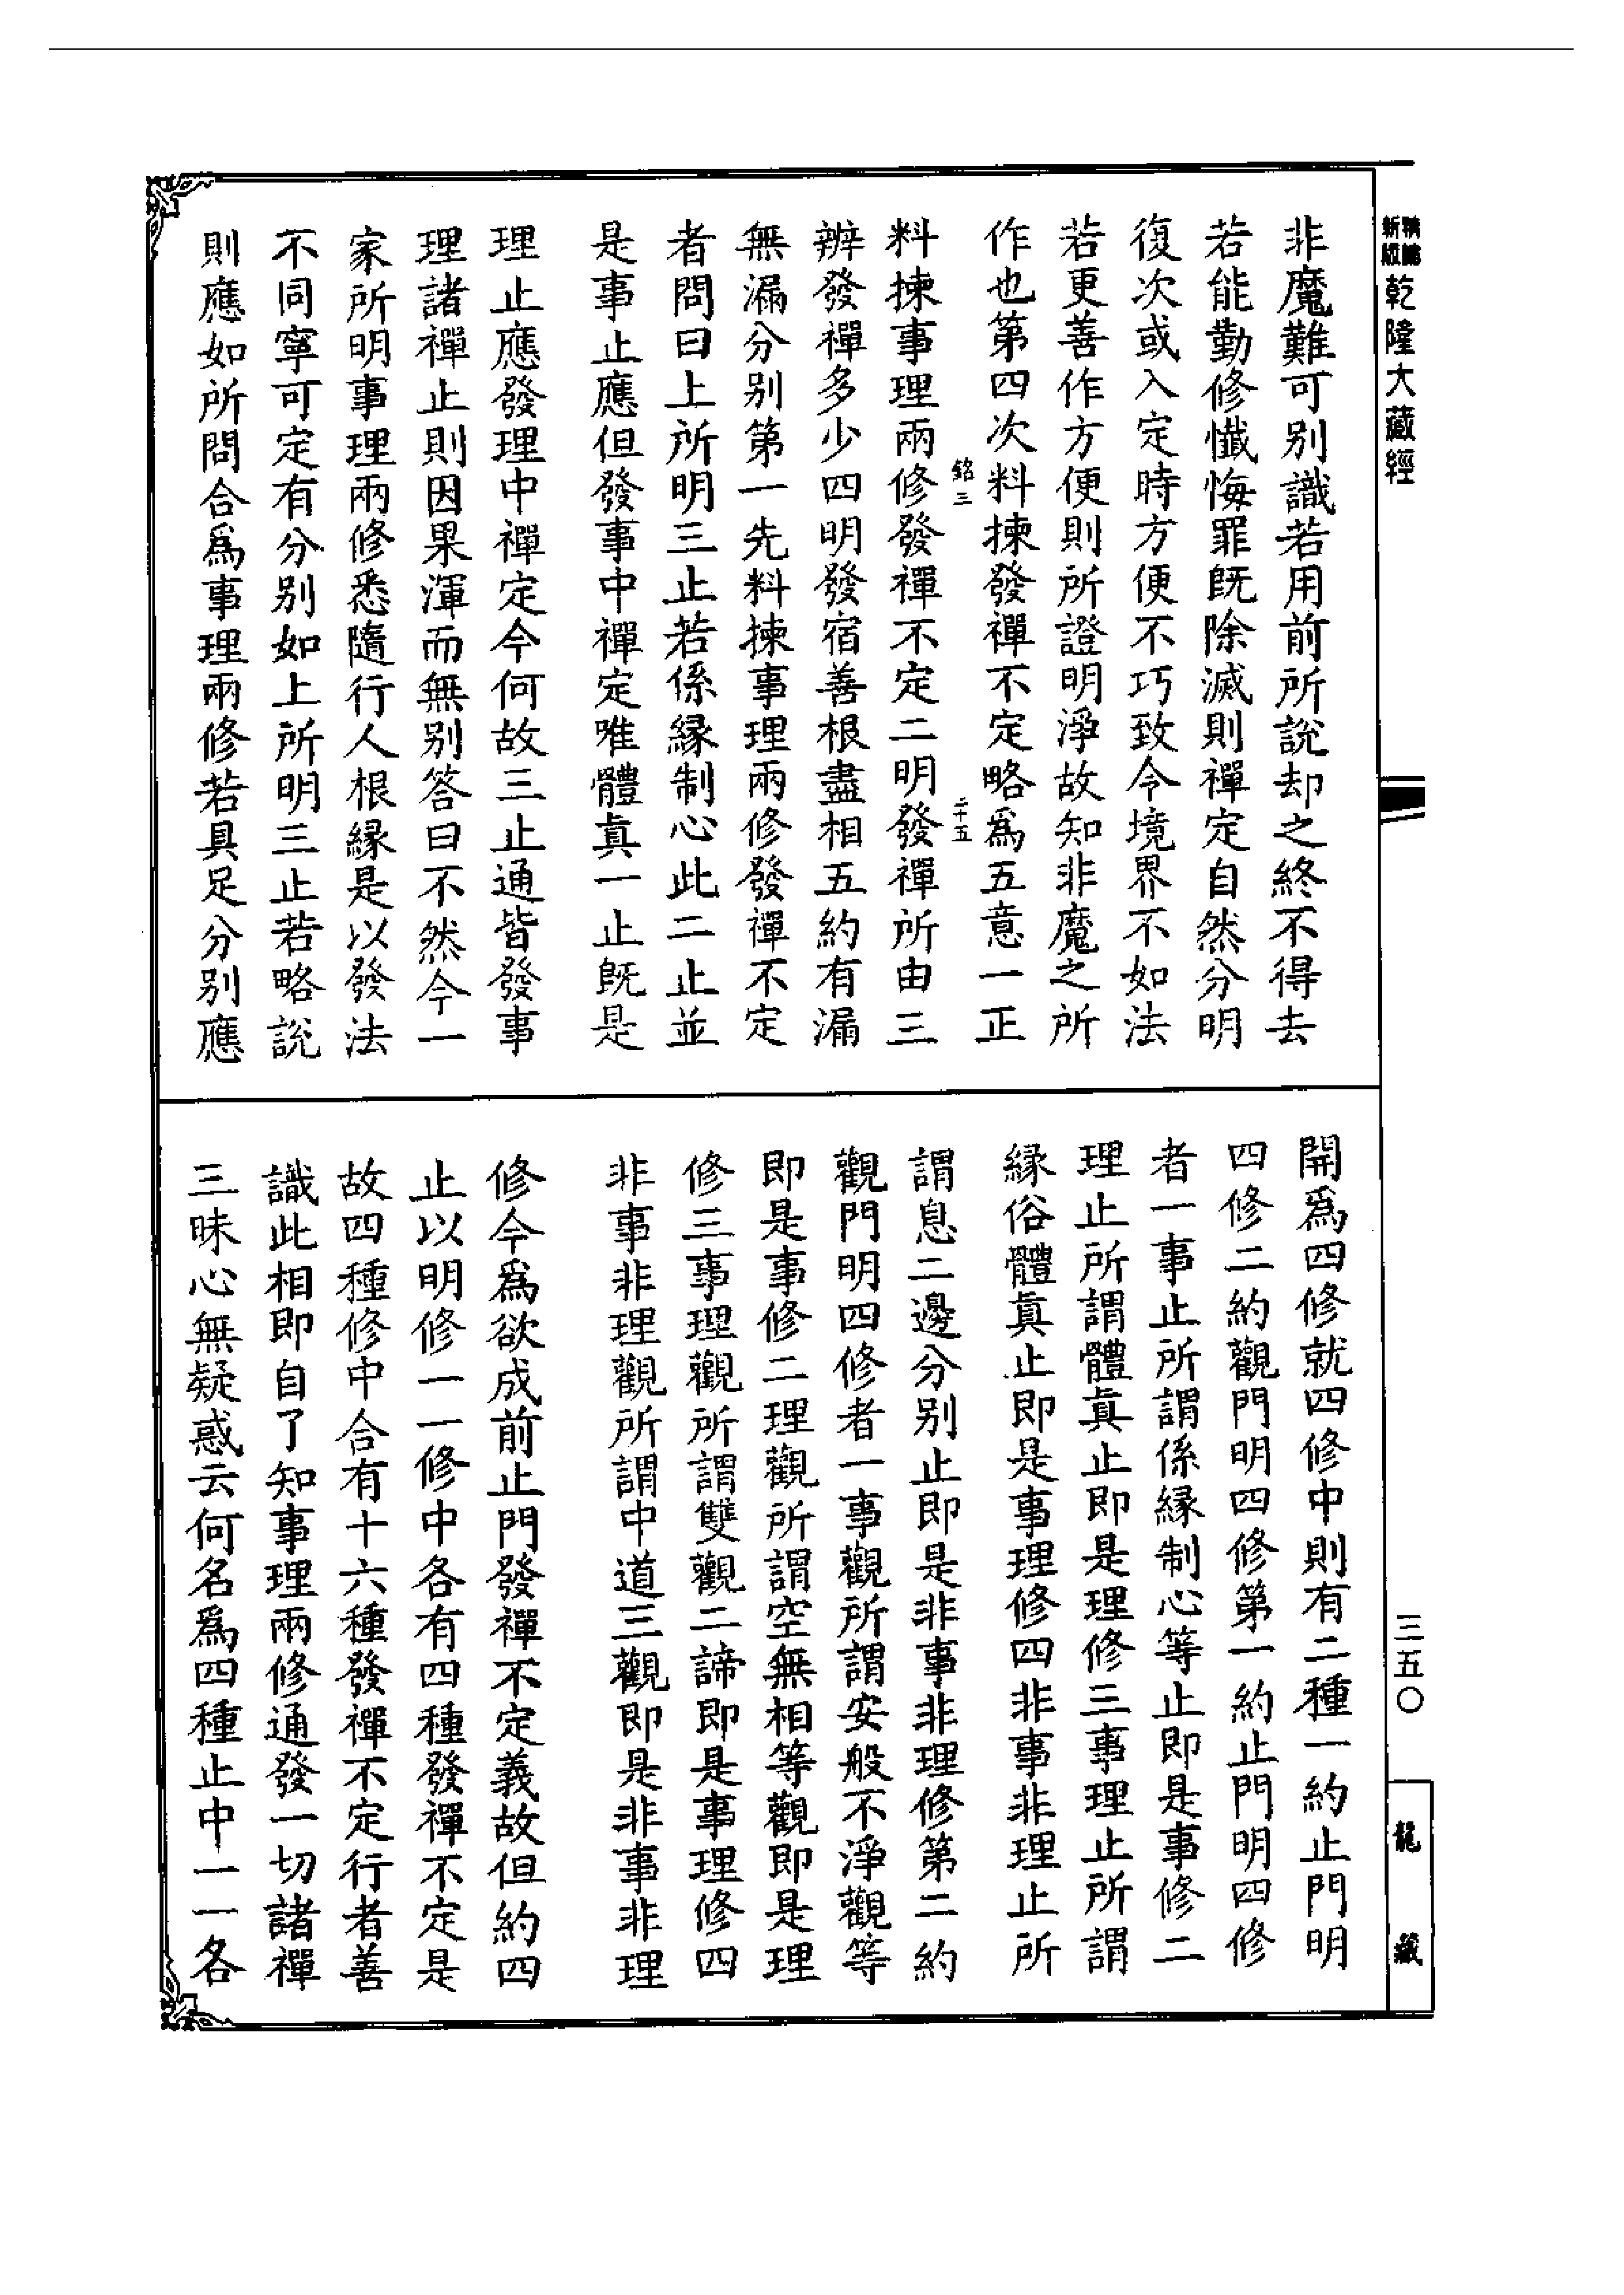 新版
乾隆大藏經
三五〇
龍藏
非魔難可别識若用前所說却之終不得去
若能勤修懺悔罪旣除滅則禪定自然分明
復次或入定時方便不巧致令境界不如法
若更善作方便則所證明淨故知非魔之所
作也第四次料揀發禪不定略爲五意一正
銘三
二十五
料揀事理兩修發禪不定二明發禪所由三
辨發禪多少四明發宿善根盡相五約有漏
無漏分别第一先料揀事理兩修發禪不定
者問曰上所明三止若係緣制心此二止並
是事止應但發事中禪定唯體眞一止旣是
理止應發理中禪定今何故三止通皆發事
理諸禪止則因果渾而無别答曰不然今一
家所明事理兩修悉隨行人根緣是以發法
不同寧可定有分别如上所明三止若略說
則應如所問合爲事理兩修若具足分别應
開爲四修就四修中則有二種一約止門明
四修二約觀門明四修第一約止門明四修
者一事止所謂係緣制心等止即是事修二
理止所謂體眞止即是理修三事理止所謂
緣俗體眞止即是事理修四非事非理止所
謂息二邊分别止即是非事非理修第二約
觀門明四修者一事觀所謂安般不淨觀等
即是事修二理觀所謂空無相等觀即是理
修三事理觀所謂雙觀二諦即是事理修四
非事非理觀所謂中道三觀即是非事非理
修今爲欲成前止門發禪不定義故但約四
止以明修一一修中各有四種發禪不定是
故四種修中合有十六種發禪不定行者善
識此相即自了知事理兩修通發一切諸禪
三昧心無疑惑云何名爲四種止中一一各